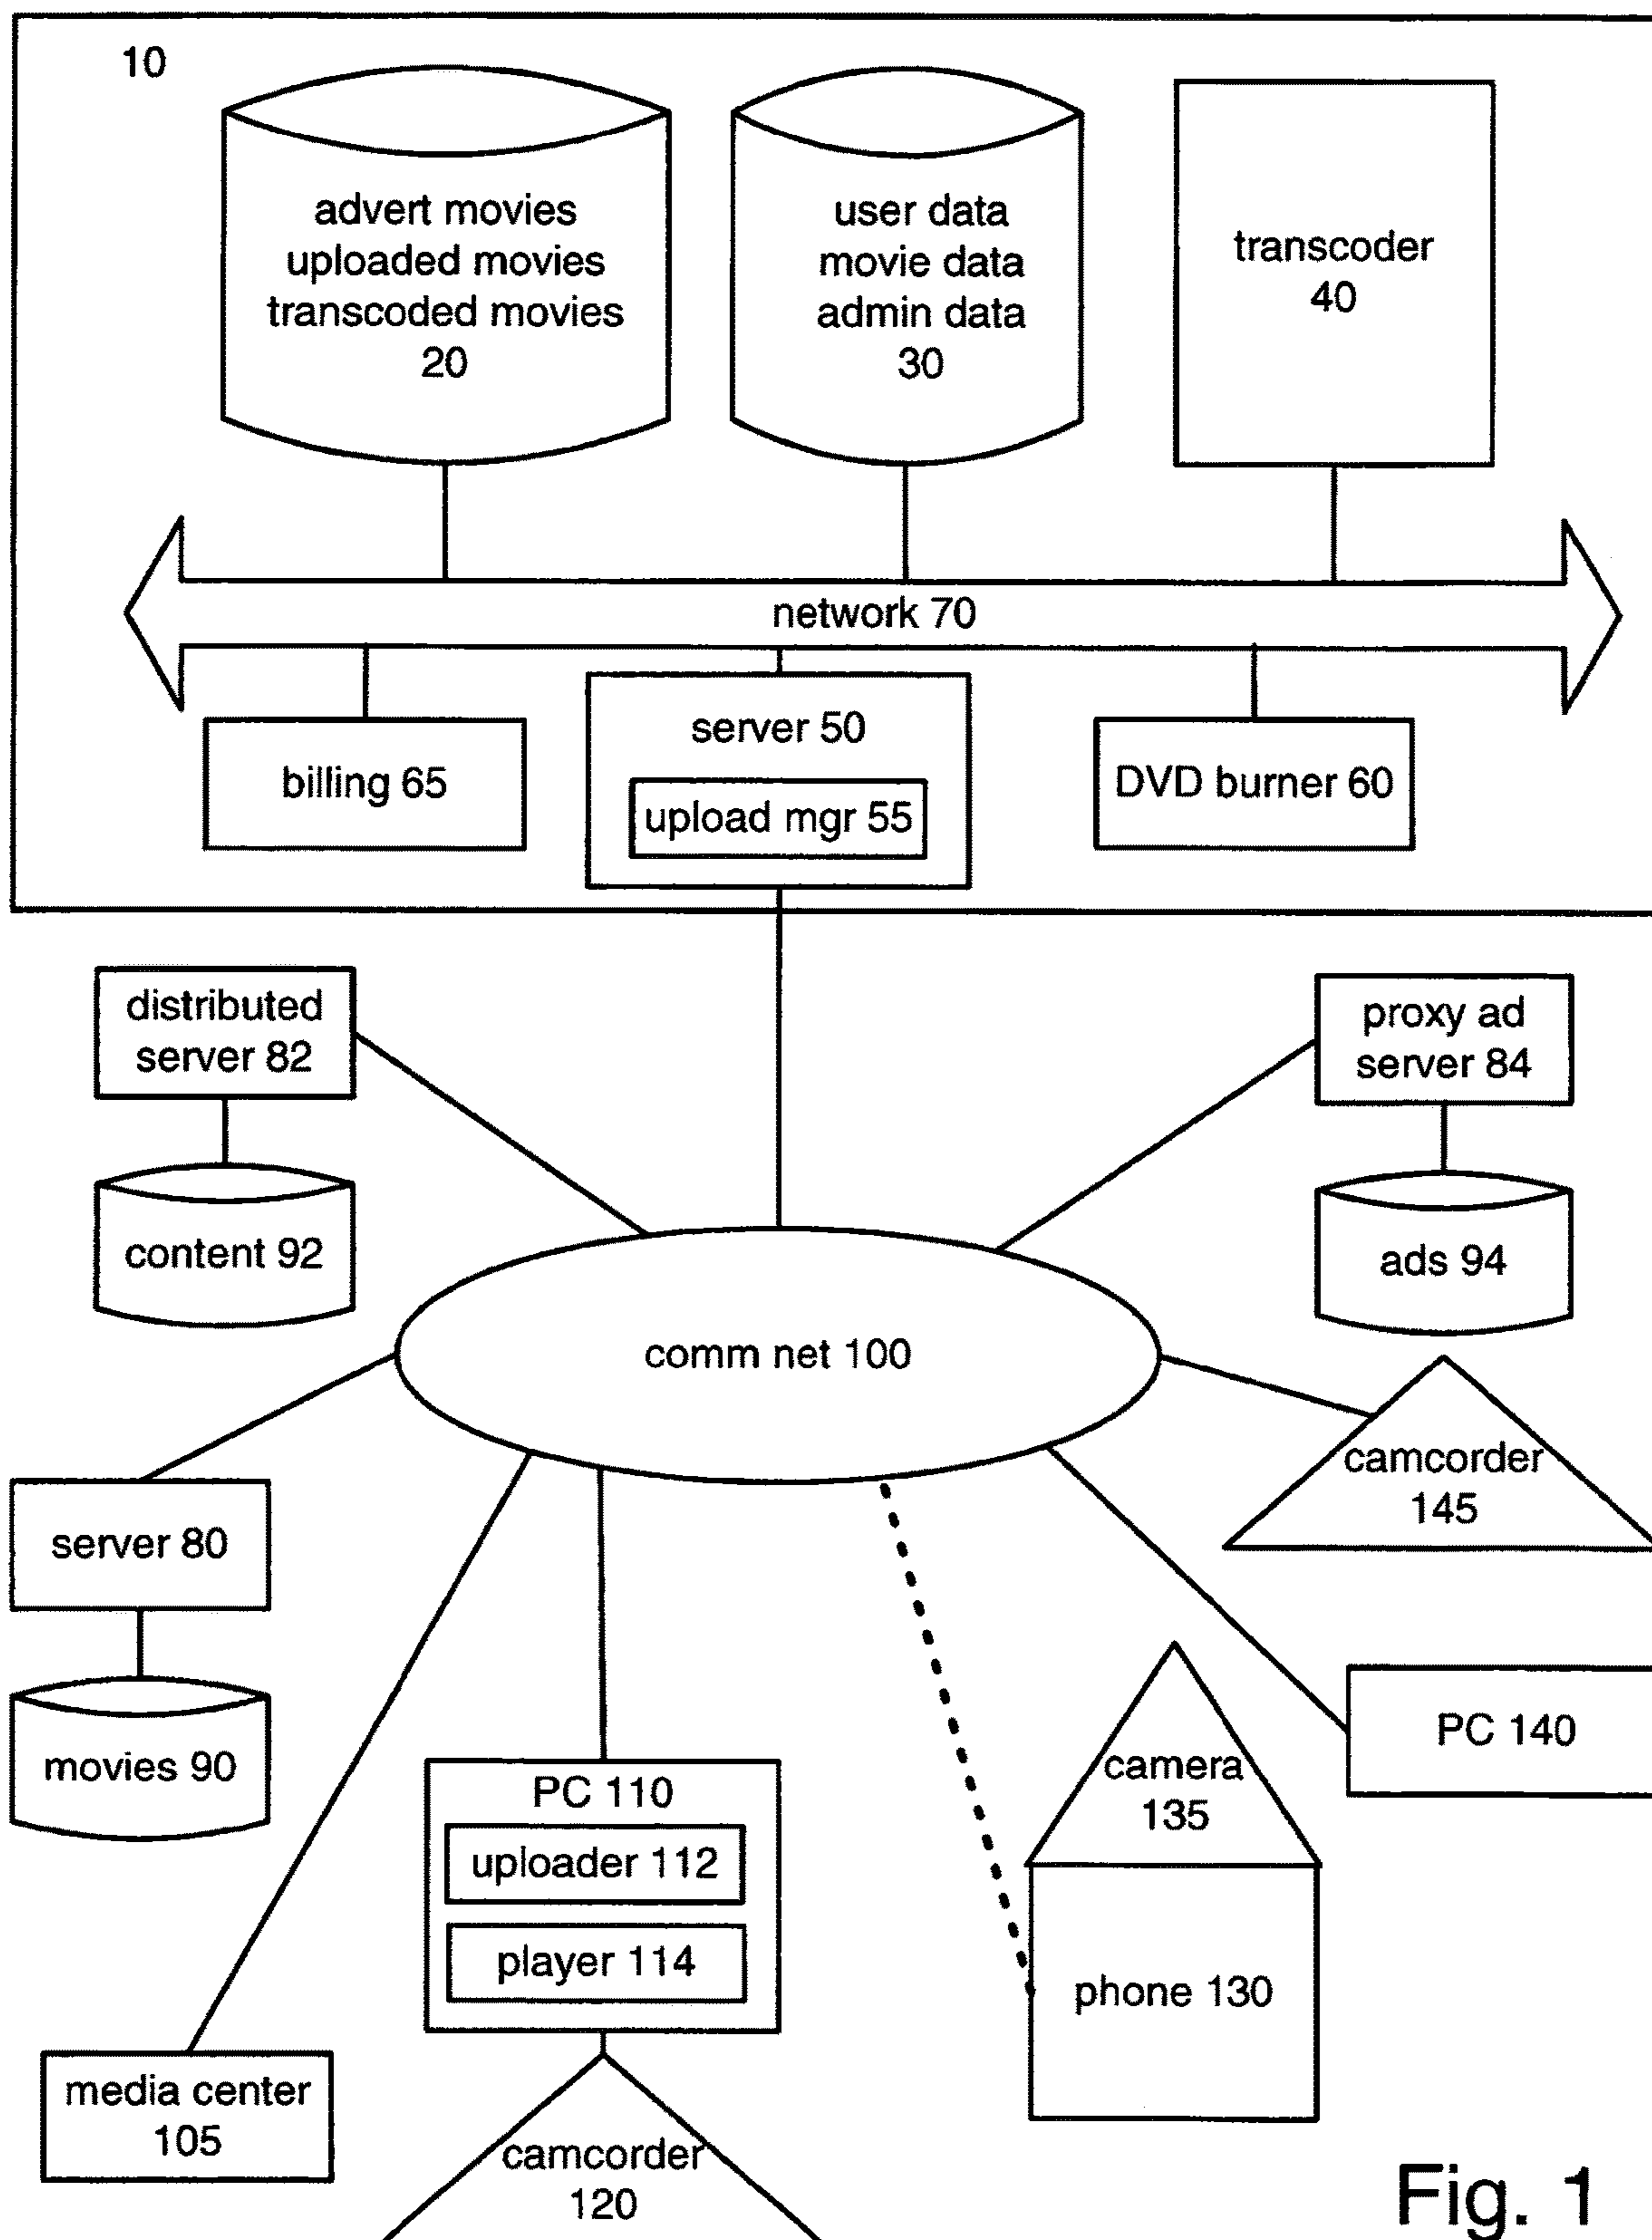 10
advert movies
uploaded movies
transcoded movies
20
user data
movie data
admin data
30
transcoder
40
network 70
billing 65
server 50
upload mgr 55
DVD burner 60
distributed
server 82
content 92
proxy ad
server 84
ads 94
comm net 100
camcorder
145
server 80
movies 90
PC 110
uploader 112
player 114
camera
135
phone 130
PC 140
media center
105
camcorder
120
Fig. 1